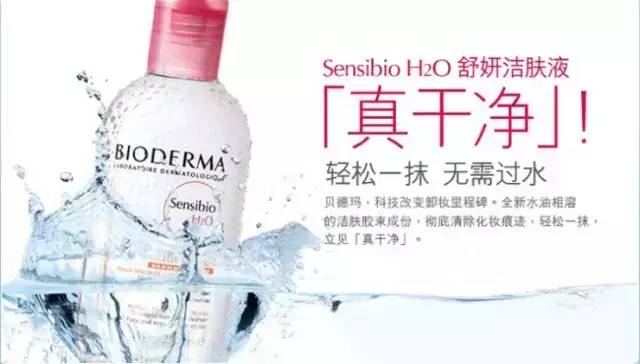 Sensibio H2O 舒妍洁肤液
「真干净」!
轻松一抹 无需过水
贝德玛，科技改变卸妆里程碑。全新水油相溶
的洁肤胶束成份，彻底清除化妆痕迹，轻松一抹，
立见「真干净」。
BIODERMA
LABORATOIRE DERMATOLOGIQUE
Sensibio
H2O